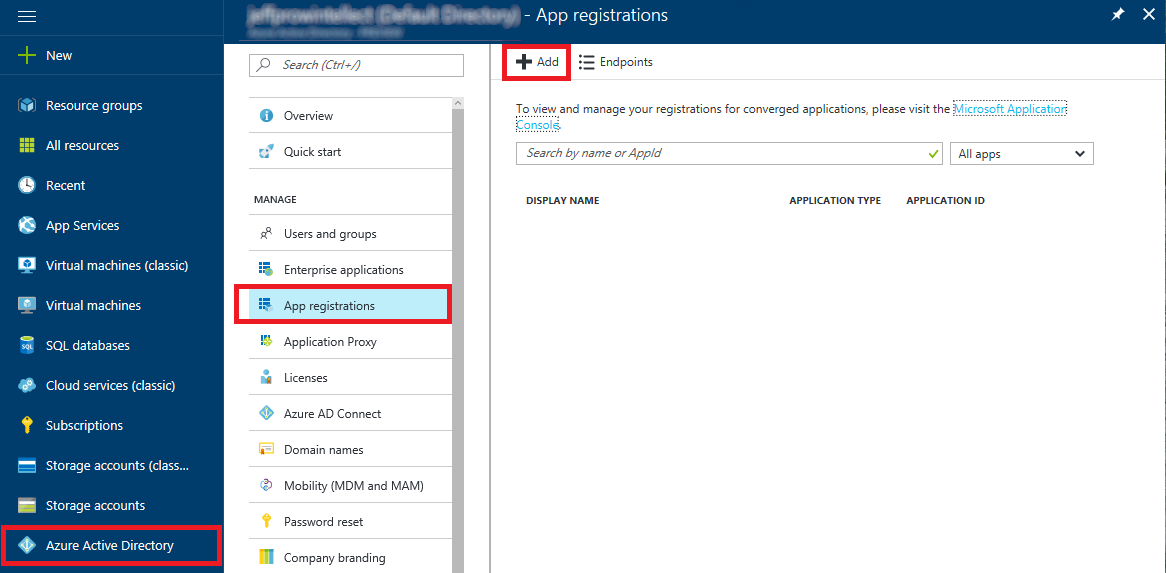 - App registrations
New
Resource groups
All resources
Recent
App Services
Virtual machines (classic)
Virtual machines
SQL databases
Cloud services (classic)
Subscriptions
Storage accounts (class...
Storage accounts
Azure Active Directory
Search (Ctrl+/)
Overview
Quick start
MANAGE
Users and groups
Enterprise applications
App registrations
Application Proxy
Licenses
Azure AD Connect
Domain names
Mobility (MDM and MAM)
Password reset
Company branding
Add Endpoints
To view and manage your registrations for converged applications, please visit the Microsoft Application
Console.
Search by name or AppId All apps
DISPLAY NAME APPLICATION TYPE APPLICATION ID